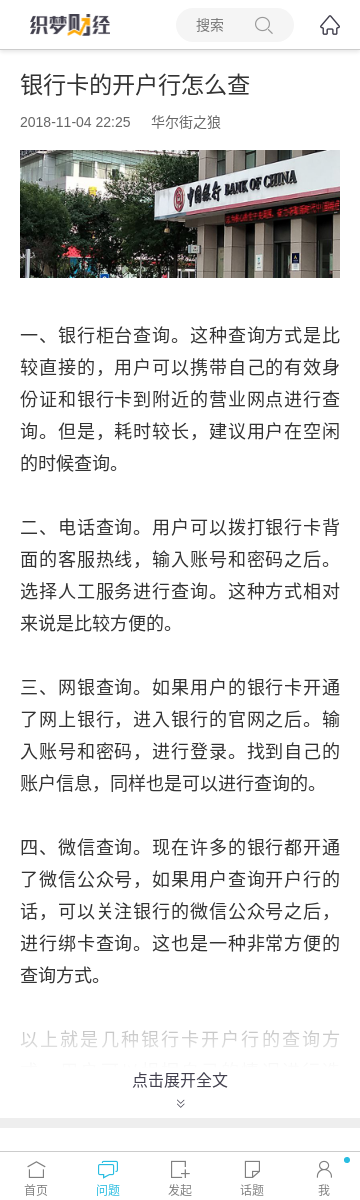 织梦财经
搜索
银行卡的开户行怎么查
2018-11-04 22:25 华尔街之狼
中国银行 BANK OF CHINA
一、银行柜台查询。这种查询方式是比
较直接的，用户可以携带自己的有效身
份证和银行卡到附近的营业网点进行查
询。但是，耗时较长，建议用户在空闲
的时候查询。
二、电话查询。用户可以拨打银行卡背
面的客服热线，输入账号和密码之后。
选择人工服务进行查询。这种方式相对
来说是比较方便的。
三、网银查询。如果用户的银行卡开通
了网上银行，进入银行的官网之后。输
入账号和密码，进行登录。找到自己的
账户信息，同样也是可以进行查询的。
四、微信查询。现在许多的银行都开通
了微信公众号，如果用户查询开户行的
话，可以关注银行的微信公众号之后，
进行绑卡查询。这也是一种非常方便的
查询方式。
以上就是几种银行卡开户行的查询方
点击展开全文
首页
问题
发起
话题
我